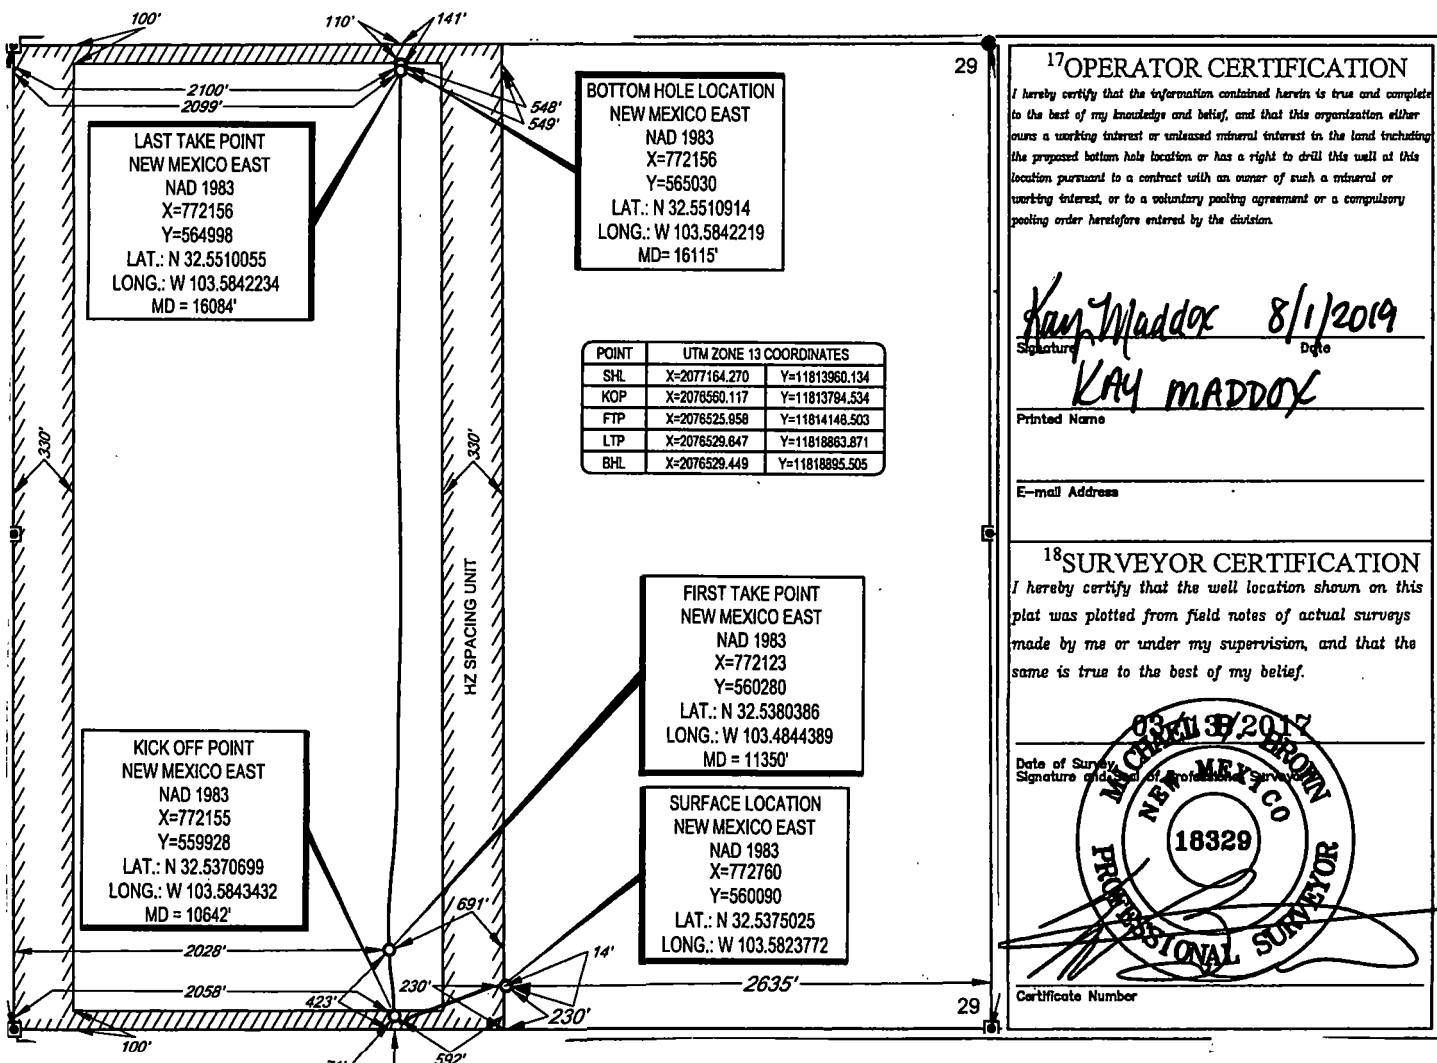 100'
110'
141'
2100'
2099'
548'
549'
29
LAST TAKE POINT
NEW MEXICO EAST
NAD 1983
X=772156
Y=564998
LAT.: N 32.5510055
LONG.: W 103.5842234
MD = 16084'
BOTTOM HOLE LOCATION
NEW MEXICO EAST
NAD 1983
X=772156
Y=565030
LAT.: N 32.5510914
LONG.: W 103.5842219
MD= 16115'
POINT UTM ZONE 13 COORDINATES
SHL X=2077164.270 Y=11813960.134
KOP X=2076560.117 Y=11813794.534
FTP X=2076525.958 Y=11814148.503
LTP X=2076529.647 Y=11818863.871
BHL X=2076529.449 Y=11818895.505
330'
330'
HZ SPACING UNIT
FIRST TAKE POINT
NEW MEXICO EAST
NAD 1983
X=772123
Y=560280
LAT.: N 32.5380386
LONG.: W 103.4844389
MD = 11350'
KICK OFF POINT
NEW MEXICO EAST
NAD 1983
X=772155
Y=559928
LAT.: N 32.5370699
LONG.: W 103.5843432
MD = 10642'
SURFACE LOCATION
NEW MEXICO EAST
NAD 1983
X=772760
Y=560090
LAT.: N 32.5375025
LONG.: W 103.5823772
691'
2028'
14'
2058'
423'
230'
2635'
230'
29
100'
592'
17 OPERATOR CERTIFICATION
I hereby certify that the information contained herein is true and complete
to the best of my knowledge and belief, and that this organization either
owns a working interest or unleased mineral interest in the land including
the proposed bottom hole location or has a right to drill this well at this
location pursuant to a contract with an owner of such a mineral or
working interest, or to a voluntary pooling agreement or a compulsory
pooling order heretofore entered by the division.
Kay Maddox 8/1/2019
Signature Date
KAY MADDOX
Printed Name
E-mail Address
18 SURVEYOR CERTIFICATION
I hereby certify that the well location shown on this
plat was plotted from field notes of actual surveys
made by me or under my supervision, and that the
same is true to the best of my belief.
03/13/2017
Date of Survey
Signature and Seal of Professional Surveyor
MICHAEL B. BROWN
NEW MEXICO
18329
PROFESSIONAL SURVEYOR
Certificate Number